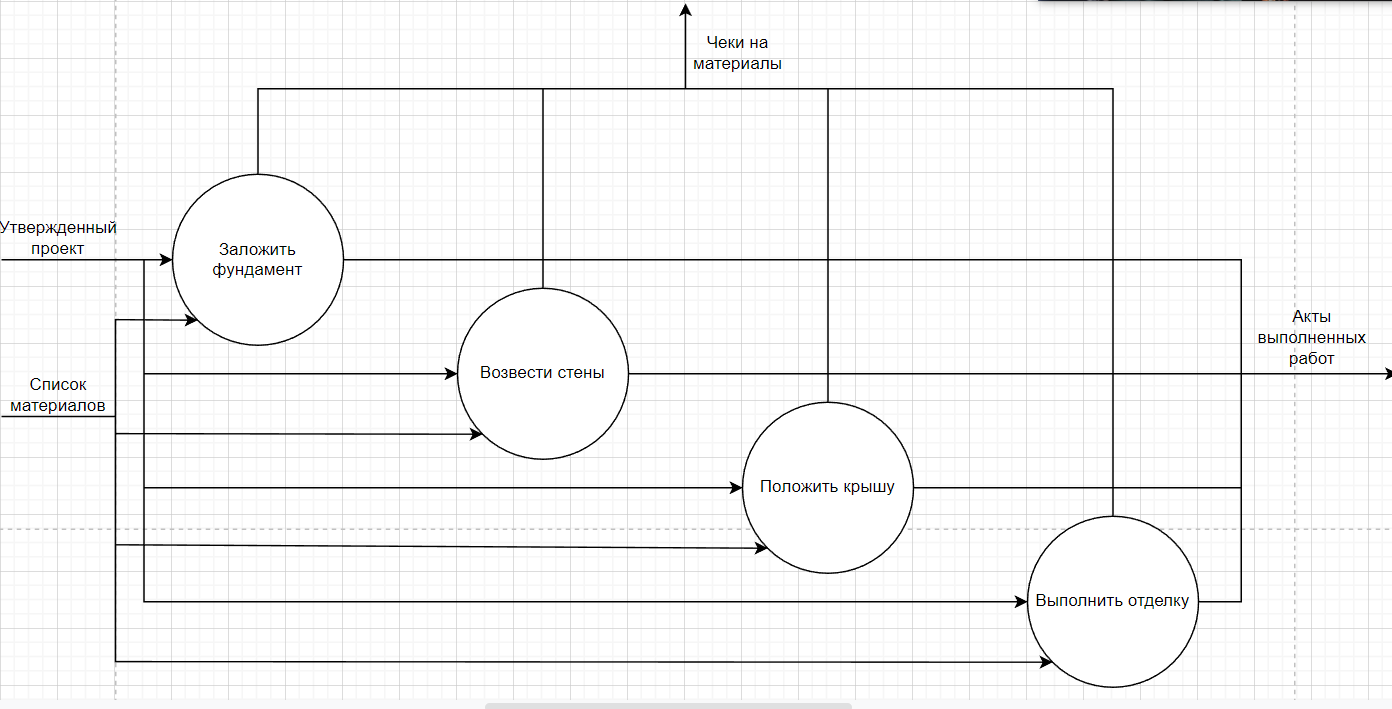 Чеки на
материалы
Утвержденный
проект
Заложить
фундамент
Акты
выполненных
работ
Возвести стены
Список
материалов
Положить крышу
Выполнить отделку